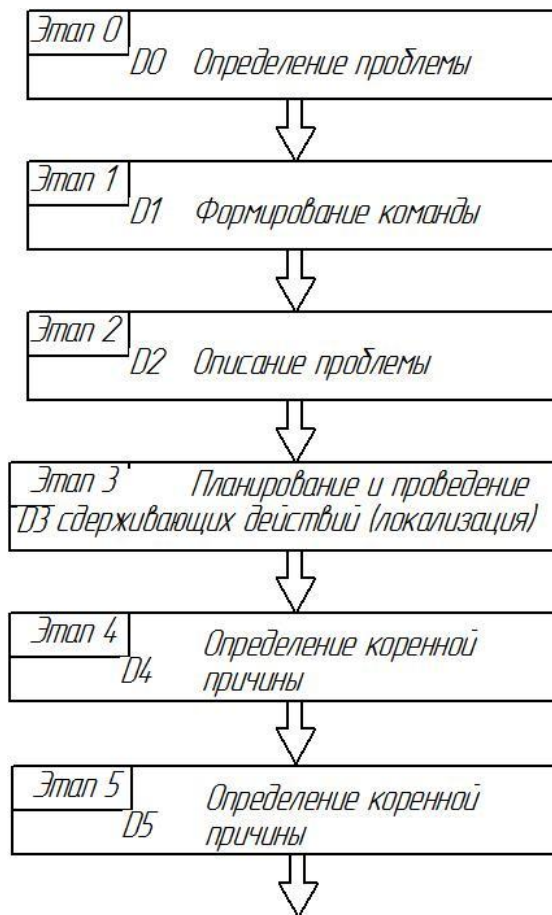 Этап 0
D0 Определение проблемы
Этап 1
D1 Формирование команды
Этап 2
D2 Описание проблемы
Этап 3 Планирование и проведение
D3 сдерживающих действий (локализация)
Этап 4
Определение коренной
D4 причины
Этап 5
Определение коренной
D5 причины